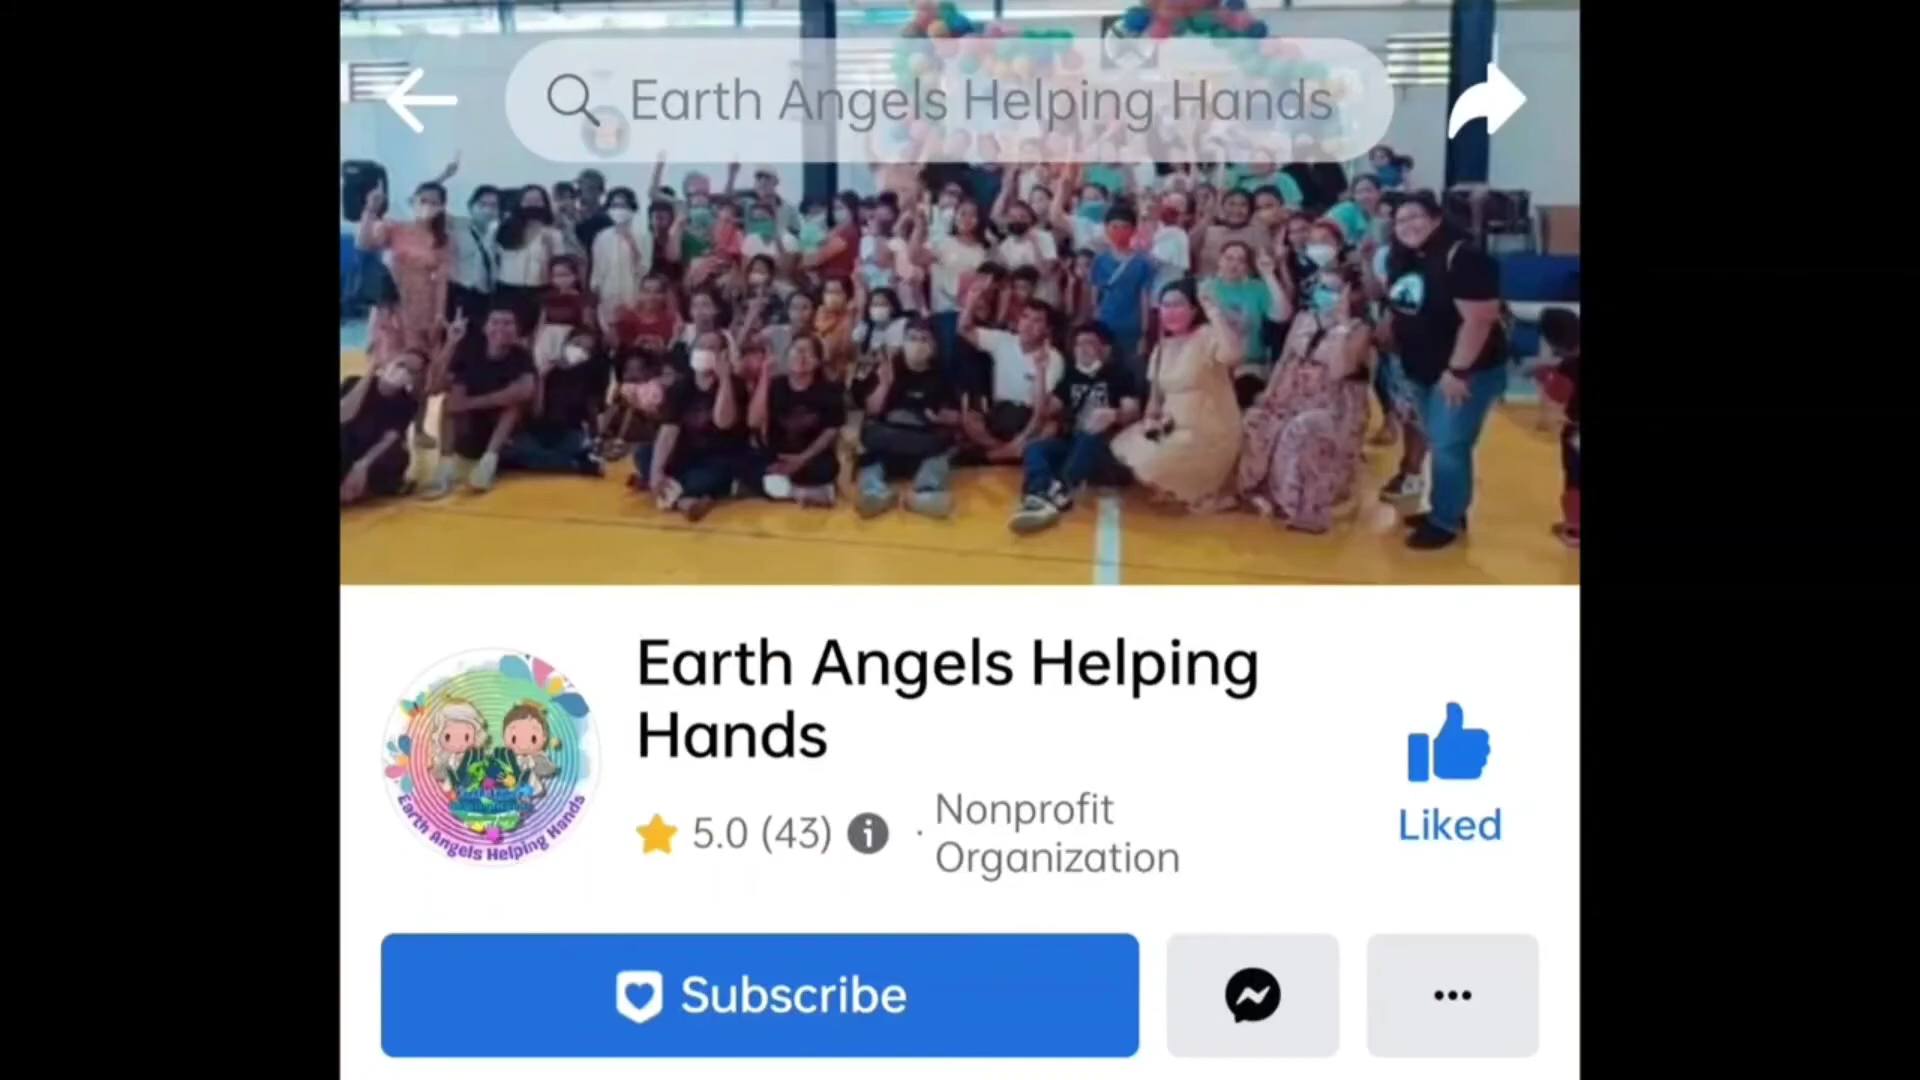 Earth Angels Helping Hands
Earth Angels Helping
Hands
5.0 (43)
Nonprofit
Organization
Liked
Earth Angels Helping Hands
Subscribe